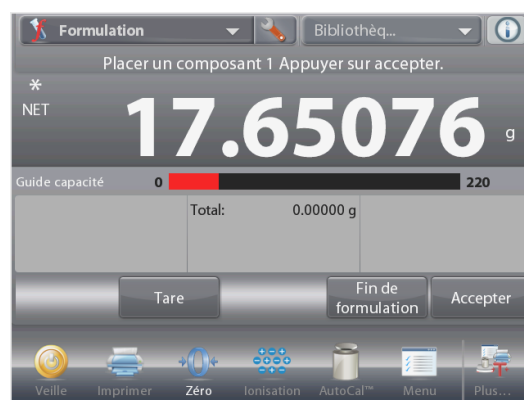 Formulation Bibliothèq...
Placer un composant 1 Appuyer sur accepter.
*
NET
17.65076 g
Guide capacité 0 220
Total: 0.00000 g
Tare Fin de formulation Accepter
Veille Imprimer Zéro Ionisation AutoCal™ Menu Plus...